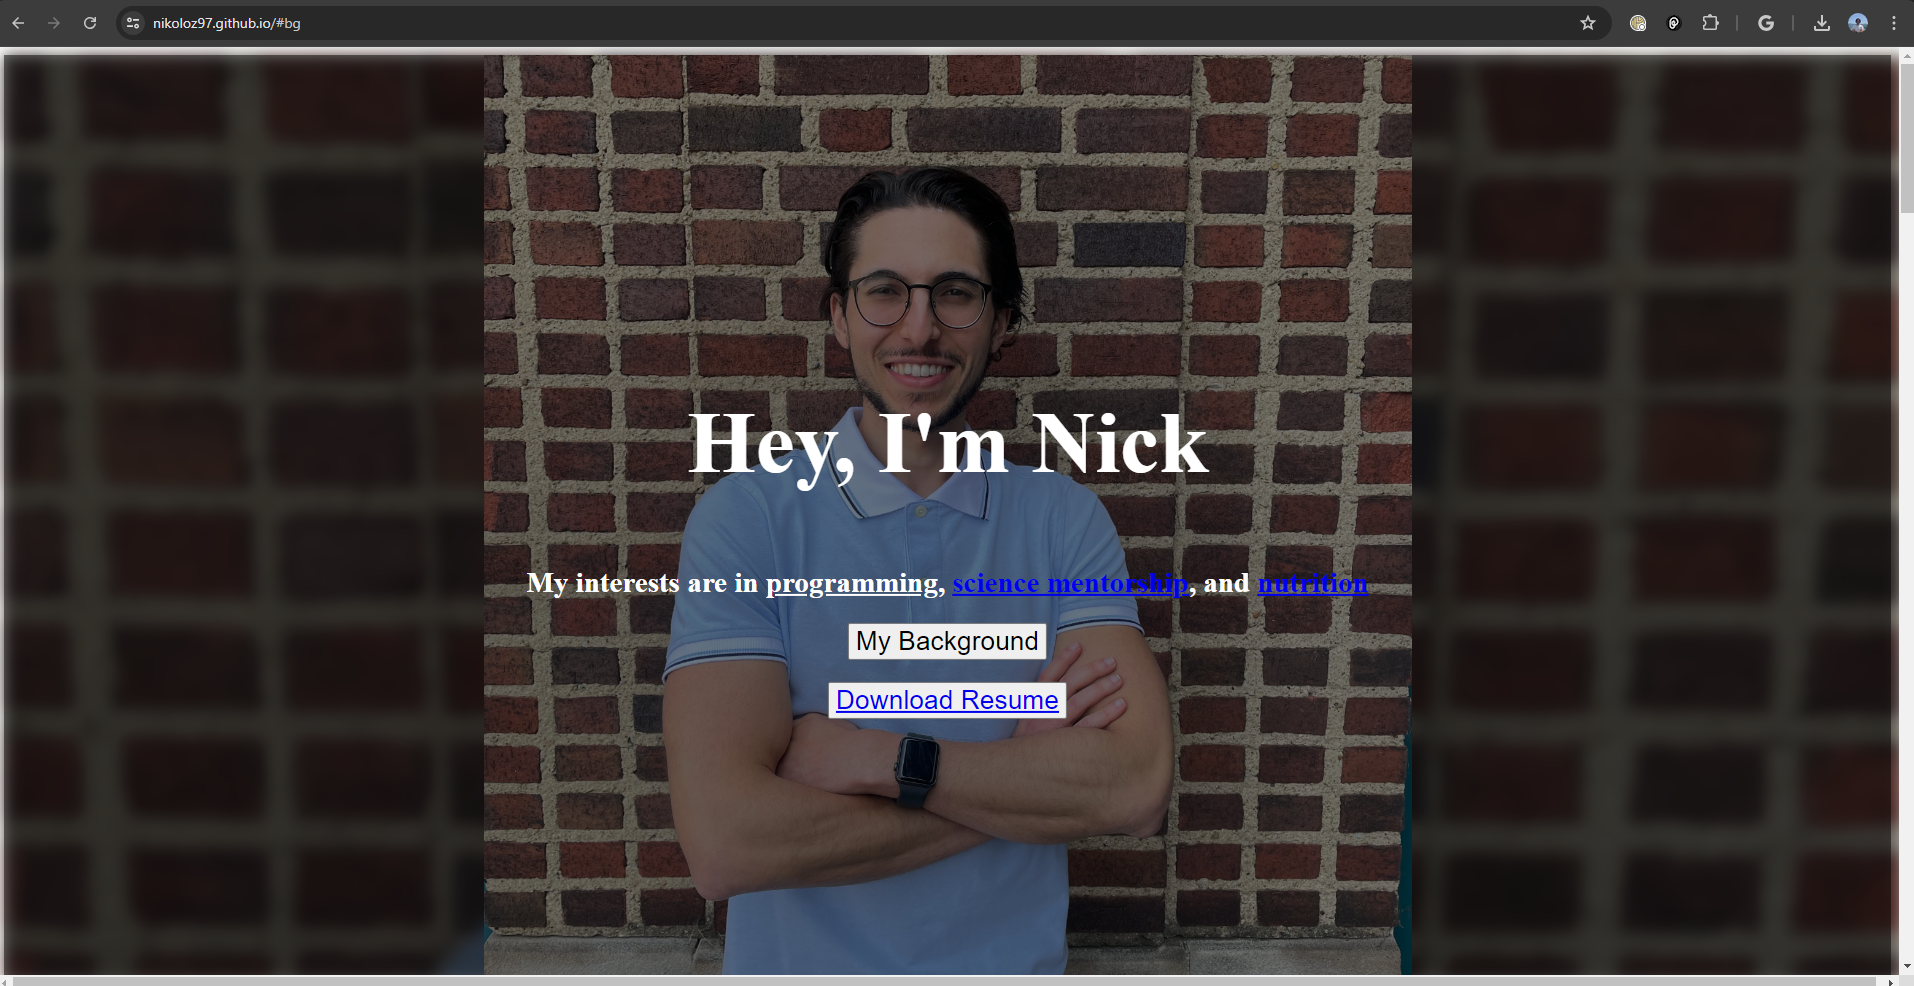 nikoloz97.github.io/#bg
Hey, I'm Nick
My interests are in programming, science mentorship, and nutrition
My Background
Download Resume